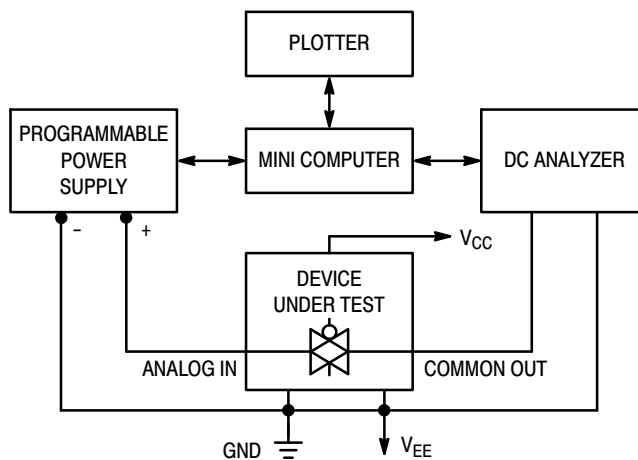 PLOTTER
PROGRAMMABLE
POWER
SUPPLY
MINI COMPUTER
DC ANALYZER
– +
VCC
DEVICE
UNDER TEST
ANALOG IN
COMMON OUT
GND
VEE